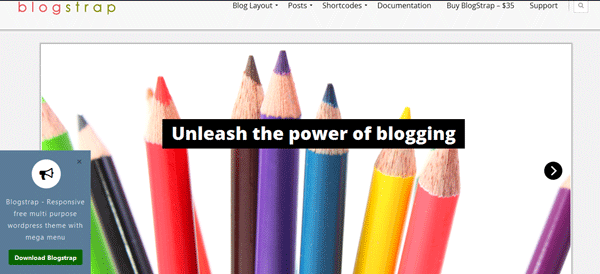 blogstrap
Blog Layout Posts Shortcodes Documentation Buy BlogStrap – $35 Support
Unleash the power of blogging
Blogstrap - Responsive
free multi purpose
wordpress theme with
mega menu
Download Blogstrap